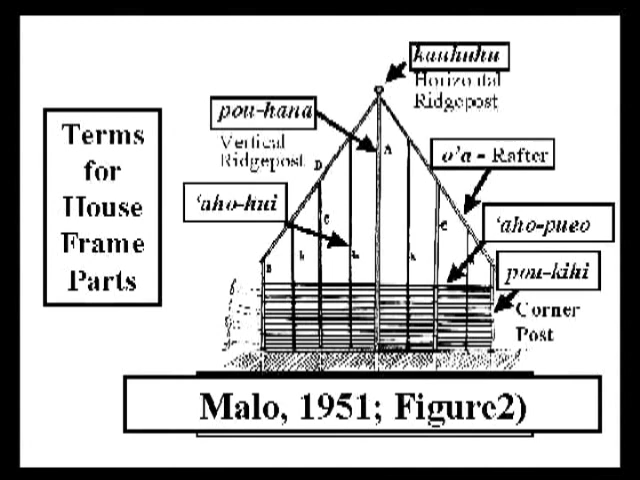 Terms
for
House
Frame
Parts
kauhuhu
Horizontal
Ridgepost
pou-hana
Vertical
Ridgepost
o'a - Rafter
'aho-hui
'aho-pueo
pou-kihi
Corner
Post
A
D
C
C
B
Malo, 1951; Figure2)